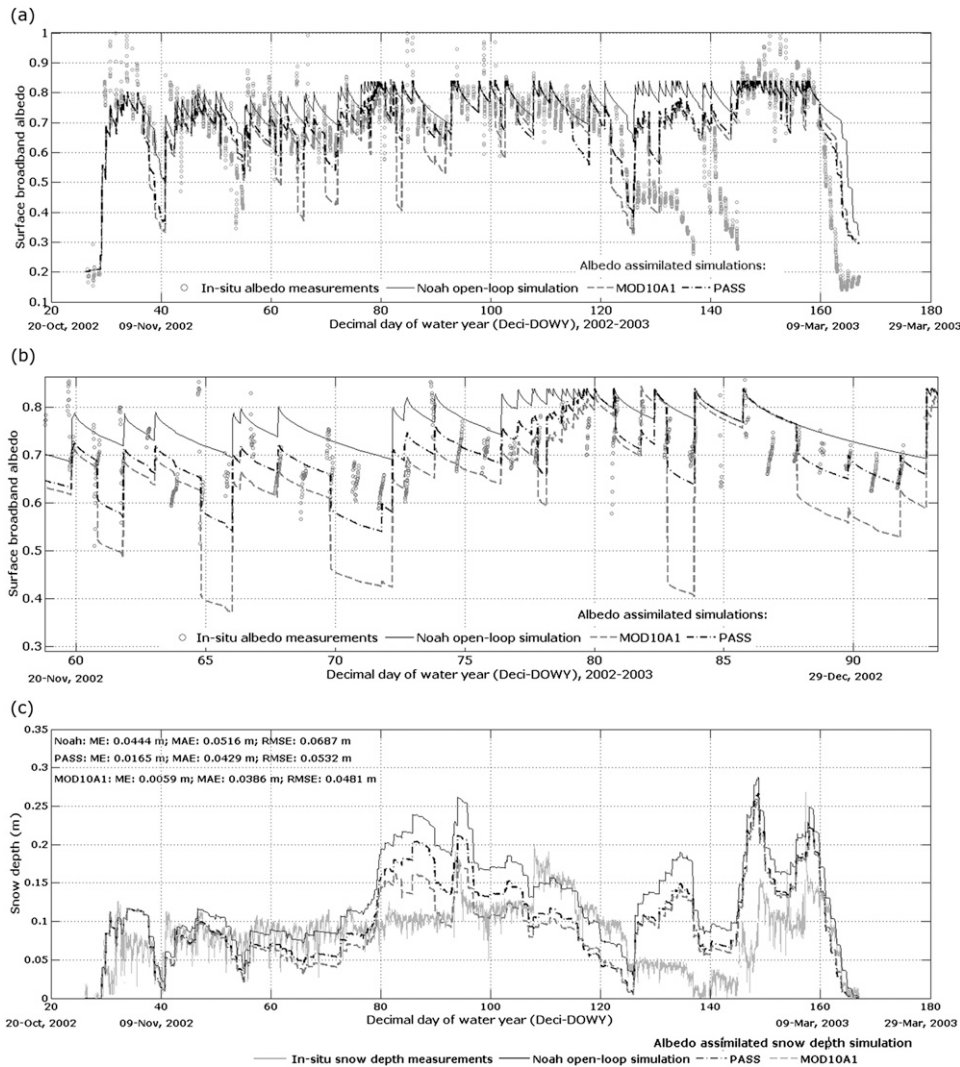 (a)
1
0.9
0.8
0.7
0.6
0.5
0.4
0.3
0.2
0.1
Surface broadband albedo
Albedo assimilated simulations:
In-situ albedo measurements Noah open-loop simulation MOD10A1 PASS
20 40 60 80 100 120 140 160 180
20-Oct, 2002 09-Nov, 2002 Decimal day of water year (Deci-DOWY), 2002-2003 09-Mar, 2003 29-Mar, 2003
(b)
0.8
0.7
0.6
0.5
0.4
0.3
Surface broadband albedo
Albedo assimilated simulations:
In-situ albedo measurements Noah open-loop simulation MOD10A1 PASS
60 65 70 75 80 85 90
20-Nov, 2002 Decimal day of water year (Deci-DOWY), 2002-2003 29-Dec, 2002
(c)
0.35
0.3
0.25
0.2
0.15
0.1
0.05
0
Snow depth (m)
Noah: ME: 0.0444 m; MAE: 0.0516 m; RMSE: 0.0687 m
PASS: ME: 0.0165 m; MAE: 0.0429 m; RMSE: 0.0532 m
MOD10A1: ME: 0.0059 m; MAE: 0.0386 m; RMSE: 0.0481 m
20 40 60 80 100 120 140 160 180
20-Oct, 2002 09-Nov, 2002 Decimal day of water year (Deci-DOWY) 09-Mar, 2003 29-Mar, 2003
Albedo assimilated snow depth simulation
In-situ snow depth measurements Noah open-loop simulation PASS MOD10A1